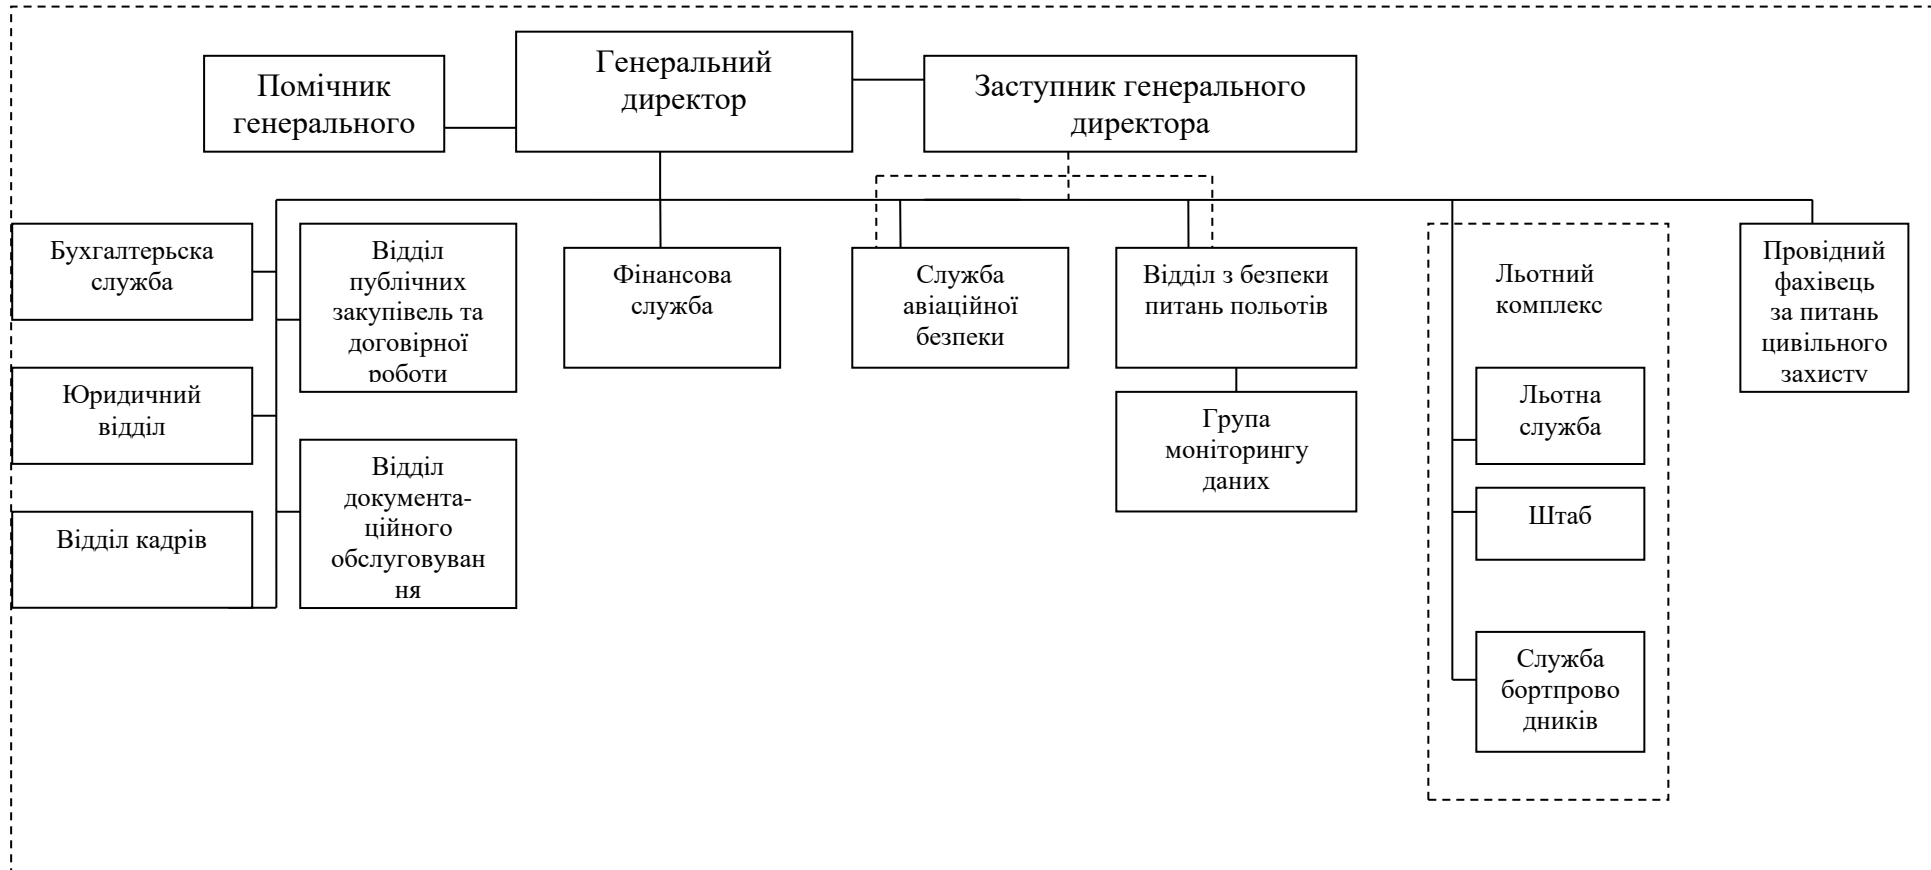 Помічник
генерального
Генеральний
директор
Заступник генерального
директора
Бухгалтерьска
служба
Юридичний
відділ
Відділ кадрів
Відділ
публічних
закупівель та
договірної
роботи
Відділ
документа-
ційного
обслуговуван
ня
Фінансова
служба
Служба
авіаційної
безпеки
Відділ з безпеки
питань польотів
Група
моніторингу
даних
Льотний
комплекс
Льотна
служба
Штаб
Служба
бортпрово
дників
Провідний
фахівець
за питань
цивільного
захисту